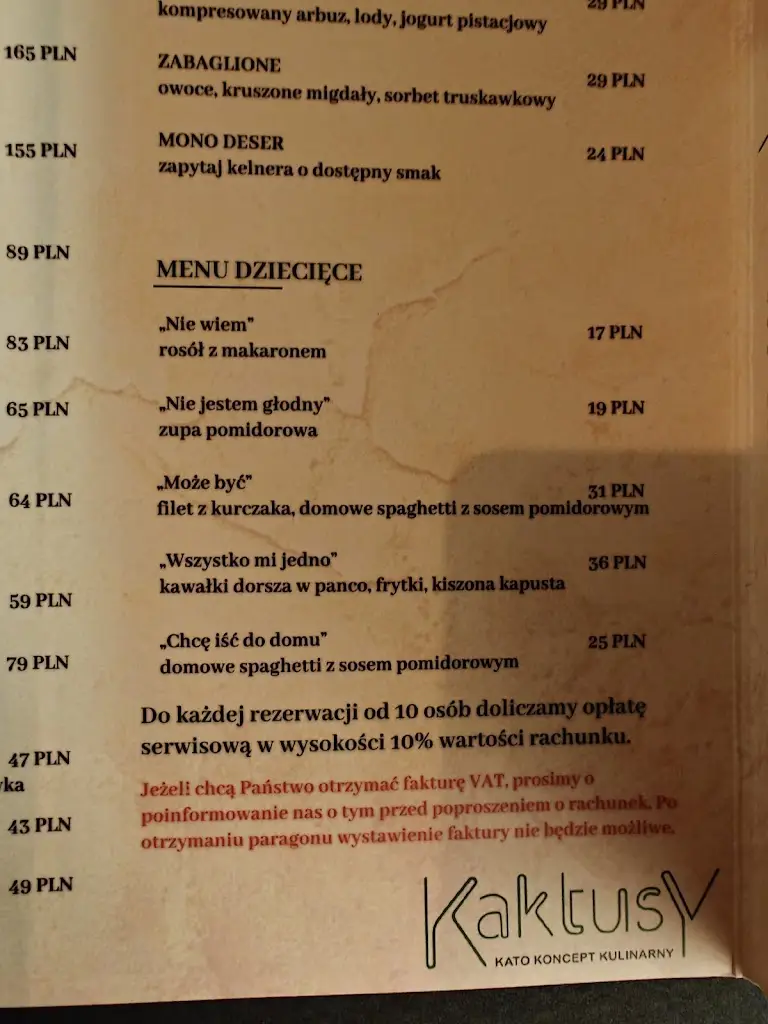 kompresowany arbuz, lody, jogurt pistacjowy
29 PLN
165 PLN
ZABAGLIONE
owoce, kruszone migdały, sorbet truskawkowy
29 PLN
155 PLN
MONO DESER
zapytaj kelnera o dostępny smak
24 PLN
89 PLN
MENU DZIECIĘCE
83 PLN
„Nie wiem"
rosół z makaronem
17 PLN
65 PLN
„Nie jestem głodny"
zupa pomidorowa
19 PLN
64 PLN
„Może być"
filet z kurczaka, domowe spaghetti z sosem pomidorowym
31 PLN
59 PLN
„Wszystko mi jedno"
kawałki dorsza w panco, frytki, kiszona kapusta
36 PLN
79 PLN
„Chcę iść do domu"
domowe spaghetti z sosem pomidorowym
25 PLN
47 PLN
yka
43 PLN
49 PLN
Do każdej rezerwacji od 10 osób doliczamy opłatę
serwisową w wysokości 10% wartości rachunku.
Jeżeli chcą Państwo otrzymać fakturę VAT, prosimy o
poinformowanie nas o tym przed poproszeniem o rachunek. Po
otrzymaniu paragonu wystawienie faktury nie będzie możliwe.
Kaktusy
KATO KONCEPT KULINARNY